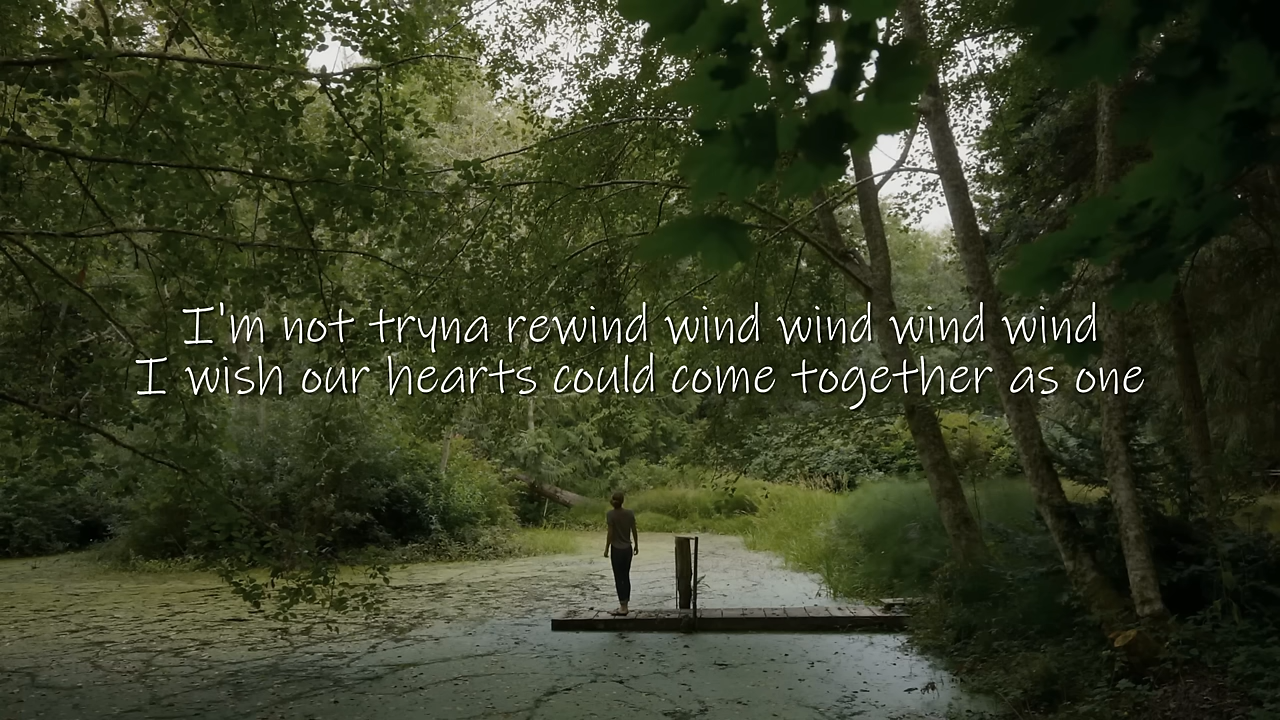 I'm not tryna rewind wind wind wind wind
I wish our hearts could come together as one